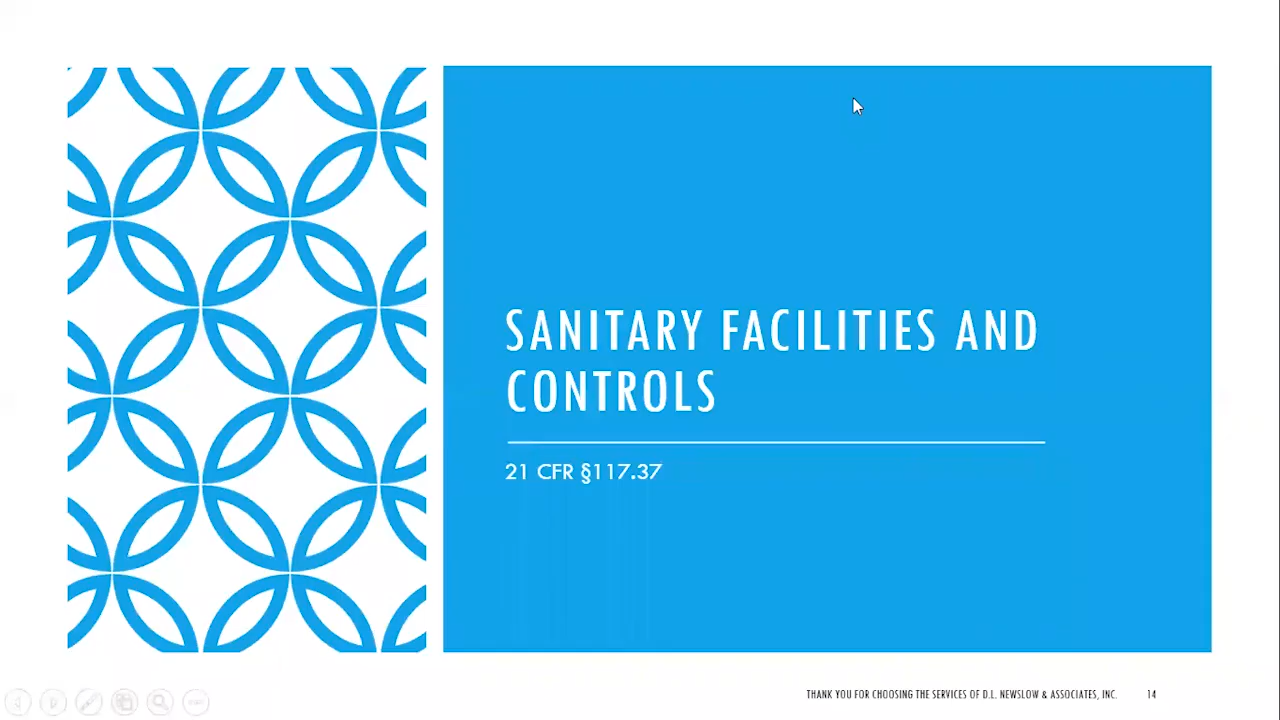 SANITARY FACILITIES AND
CONTROLS
21 CFR §117.37
THANK YOU FOR CHOOSING THE SERVICES OF D.L. NEWSLOW & ASSOCIATES, INC.
14